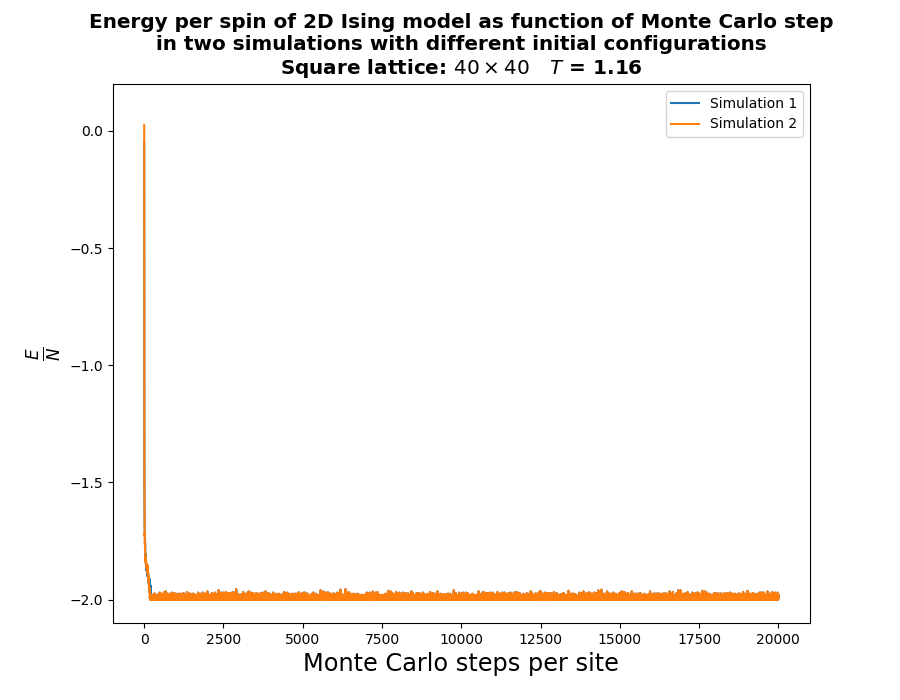 Energy per spin of 2D Ising model as function of Monte Carlo step
in two simulations with different initial configurations
Square lattice: 40 × 40 T = 1.16
Simulation 1
Simulation 2
0.0
−0.5
−1.0
−1.5
−2.0
E
N
0 2500 5000 7500 10000 12500 15000 17500 20000
Monte Carlo steps per site